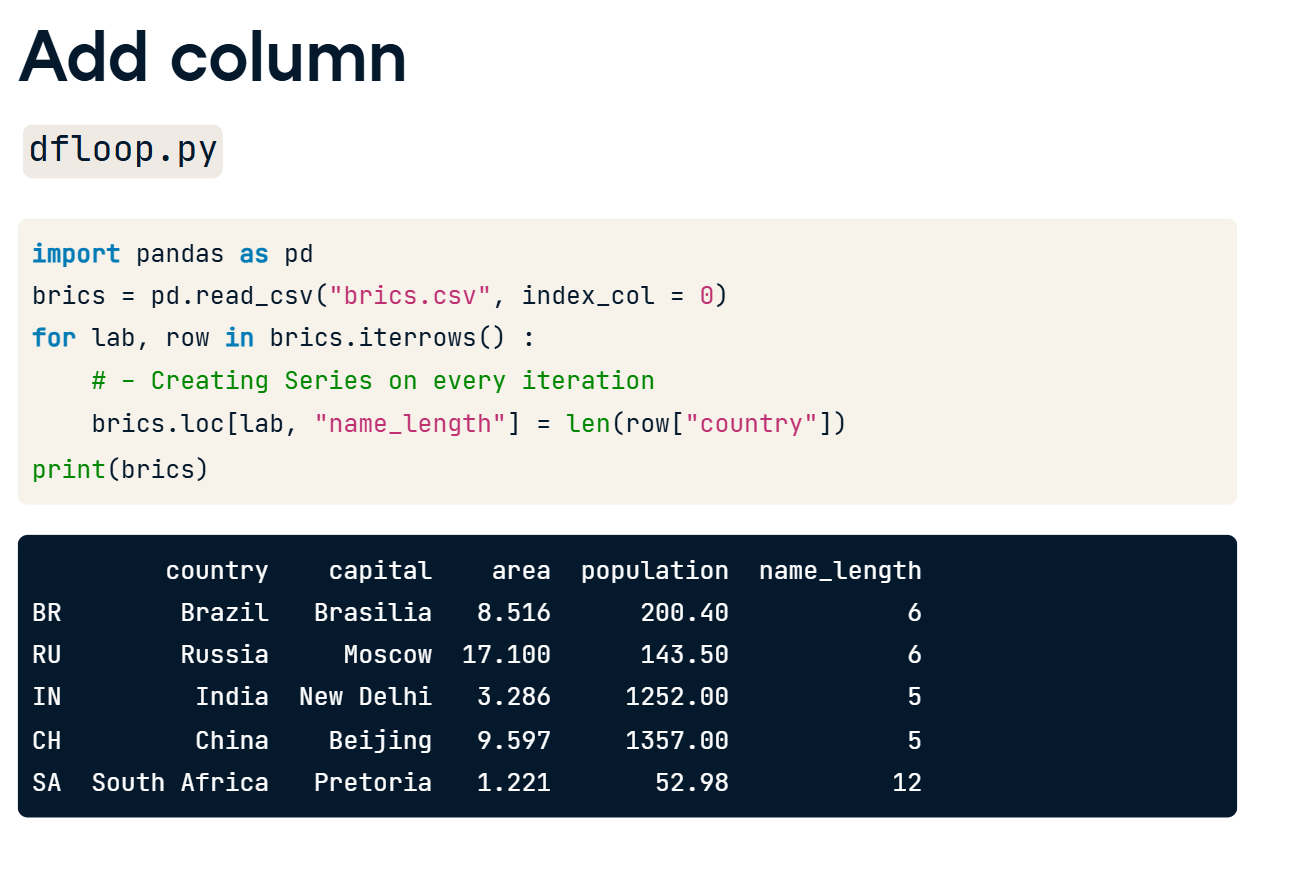 Add column
dfloop.py
import pandas as pd
brics = pd.read_csv("brics.csv", index_col = 0)
for lab, row in brics.iterrows() :
    # - Creating Series on every iteration
    brics.loc[lab, "name_length"] = len(row["country"])
print(brics)
         country    capital    area  population  name_length
BR        Brazil   Brasilia   8.516      200.40            6
RU        Russia     Moscow  17.100      143.50            6
IN         India  New Delhi   3.286     1252.00            5
CH         China    Beijing   9.597     1357.00            5
SA  South Africa   Pretoria   1.221       52.98           12